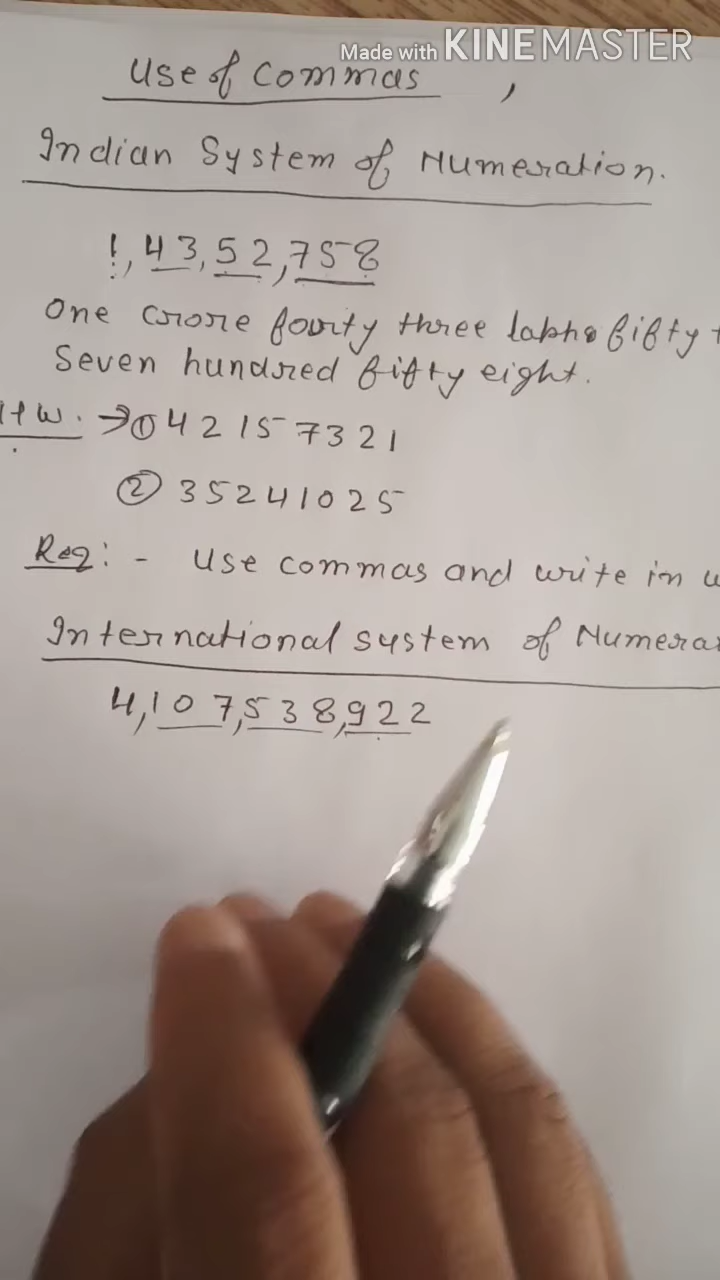 Made with KINEMASTER
Use of Commas ,
Indian System of Numeration.
1,43,52,758
One crore fourty three lakhs fifty
Seven hundred fifty eight.
HW. → ① 42157321
② 35241025
Req: - Use commas and write in
International system of Numera
4,107,538,922